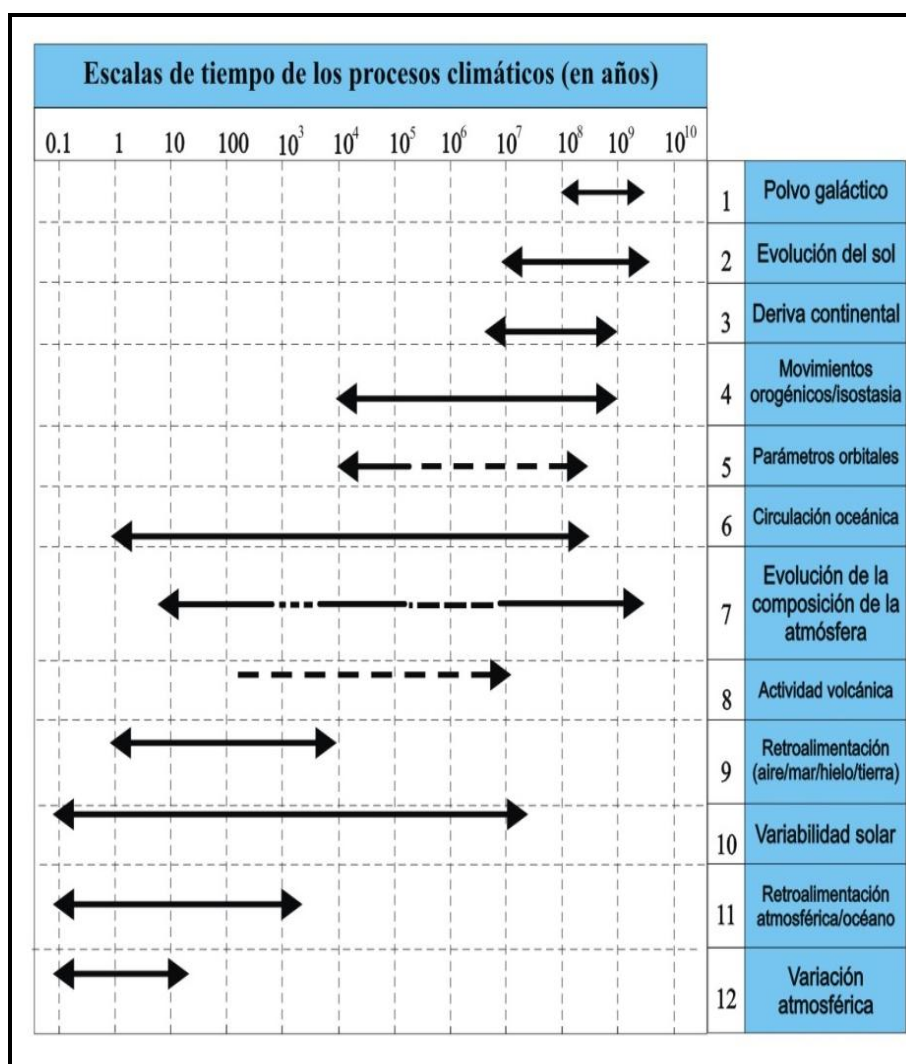 Escalas de tiempo de los procesos climáticos (en años)
0.1 1 10 100 10³ 10⁴ 10⁵ 10⁶ 10⁷ 10⁸ 10⁹ 10¹⁰
1 Polvo galáctico
2 Evolución del sol
3 Deriva continental
4 Movimientos
orogénicos/isostasia
5 Parámetros orbitales
6 Circulación oceánica
7 Evolución de la
composición de la
atmósfera
8 Actividad volcánica
9 Retroalimentación
(aire/mar/hielo/tierra)
10 Variabilidad solar
11 Retroalimentación
atmosférica/océano
12 Variación
atmosférica